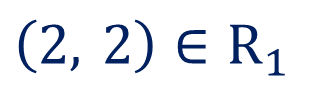 (2, 2) ∈ R₁